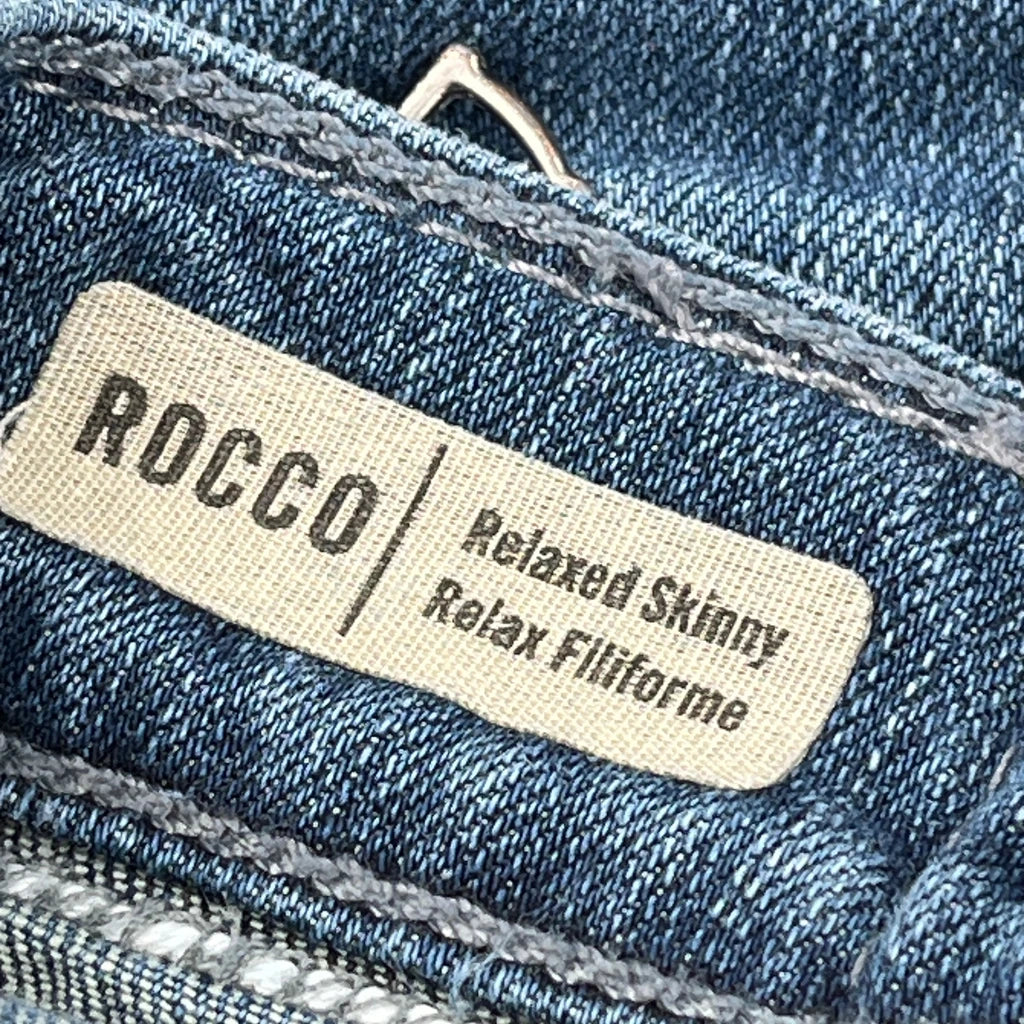 ROCCO
Relaxed Skinny
Relax Filiforme